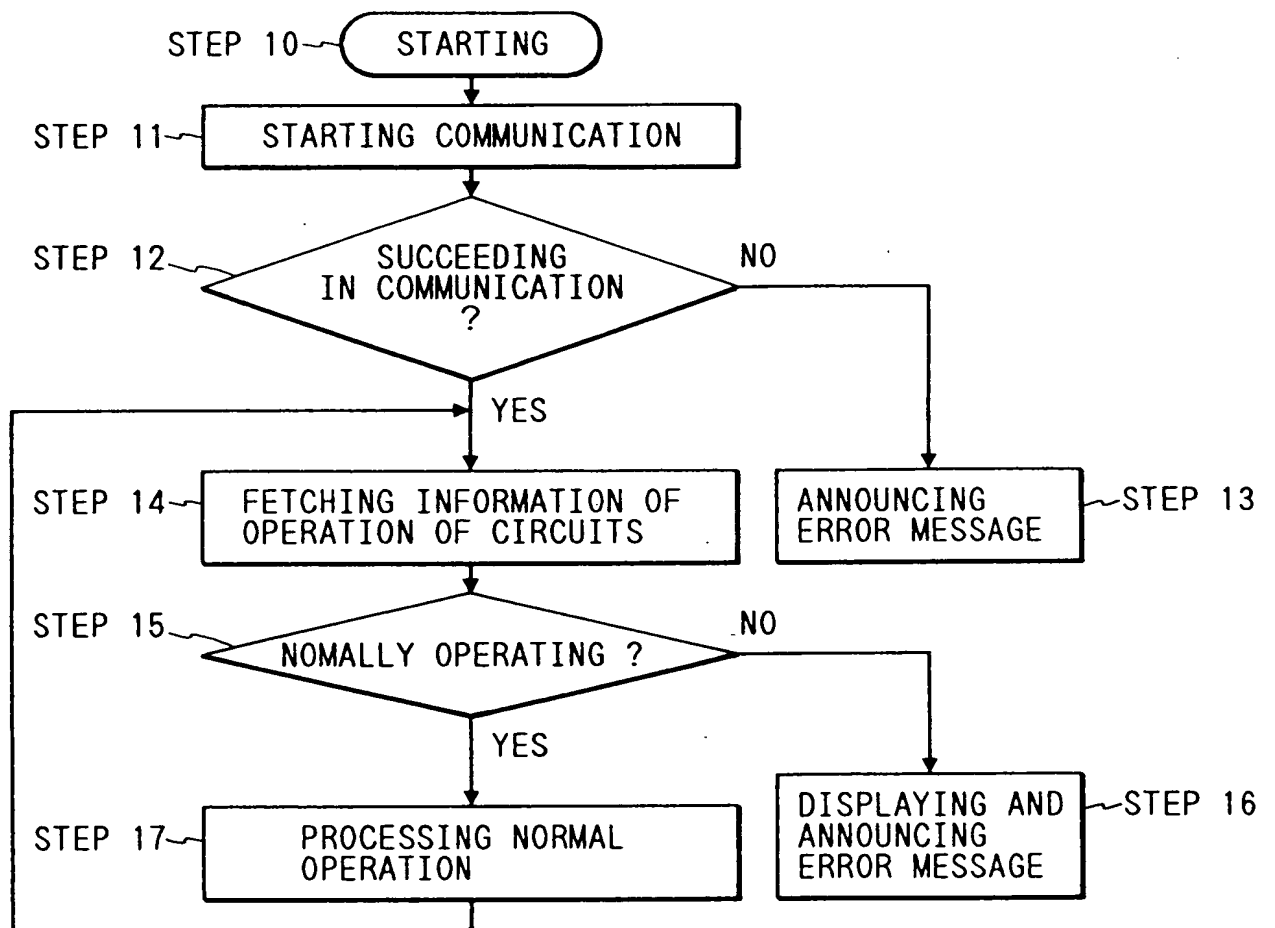 STEP 10
STARTING
STEP 11
STARTING COMMUNICATION
STEP 12
SUCCEEDING
IN COMMUNICATION
?
NO
YES
STEP 14
FETCHING INFORMATION OF
OPERATION OF CIRCUITS
ANNOUNCING
ERROR MESSAGE
STEP 13
STEP 15
NOMALLY OPERATING ?
NO
YES
STEP 17
PROCESSING NORMAL
OPERATION
DISPLAYING AND
ANNOUNCING
ERROR MESSAGE
STEP 16